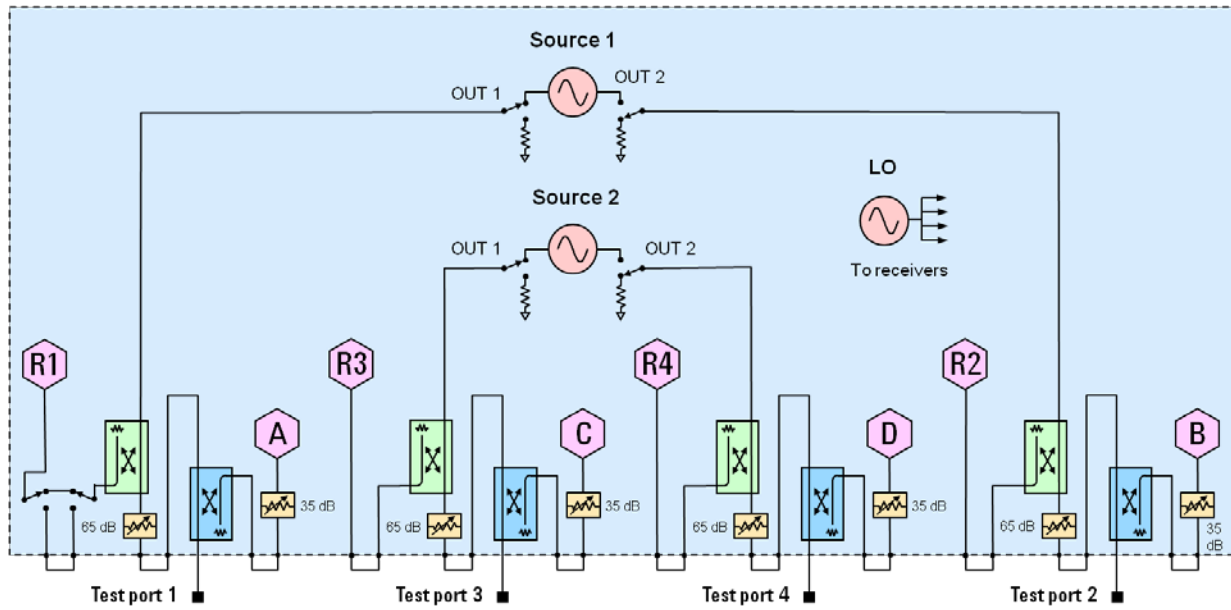 Source 1
OUT 1
OUT 2
LO
Source 2
OUT 1
OUT 2
To receivers
R1
R3
R4
R2
A
C
D
B
65 dB
35 dB
65 dB
35 dB
65 dB
35 dB
65 dB
35
dB
Test port 1
Test port 3
Test port 4
Test port 2